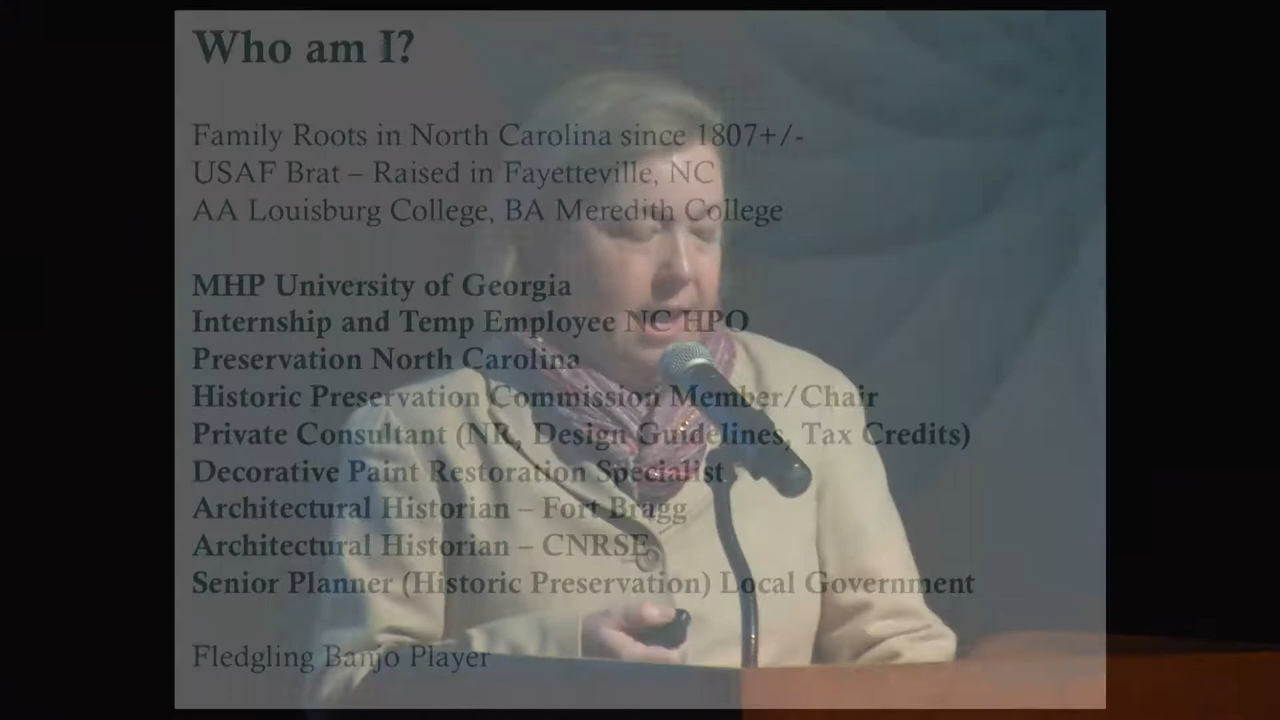 Who am I?
Family Roots in North Carolina since 1807+/-
USAF Brat – Raised in Fayetteville, NC
AA Louisburg College, BA Meredith College
MHP University of Georgia
Internship and Temp Employee NC HPO
Preservation North Carolina
Historic Preservation Commission Member/Chair
Private Consultant (NR, Design Guidelines, Tax Credits)
Decorative Paint Restoration Specialist
Architectural Historian – Fort Bragg
Architectural Historian – CNRSE
Senior Planner (Historic Preservation) Local Government
Fledgling Banjo Player